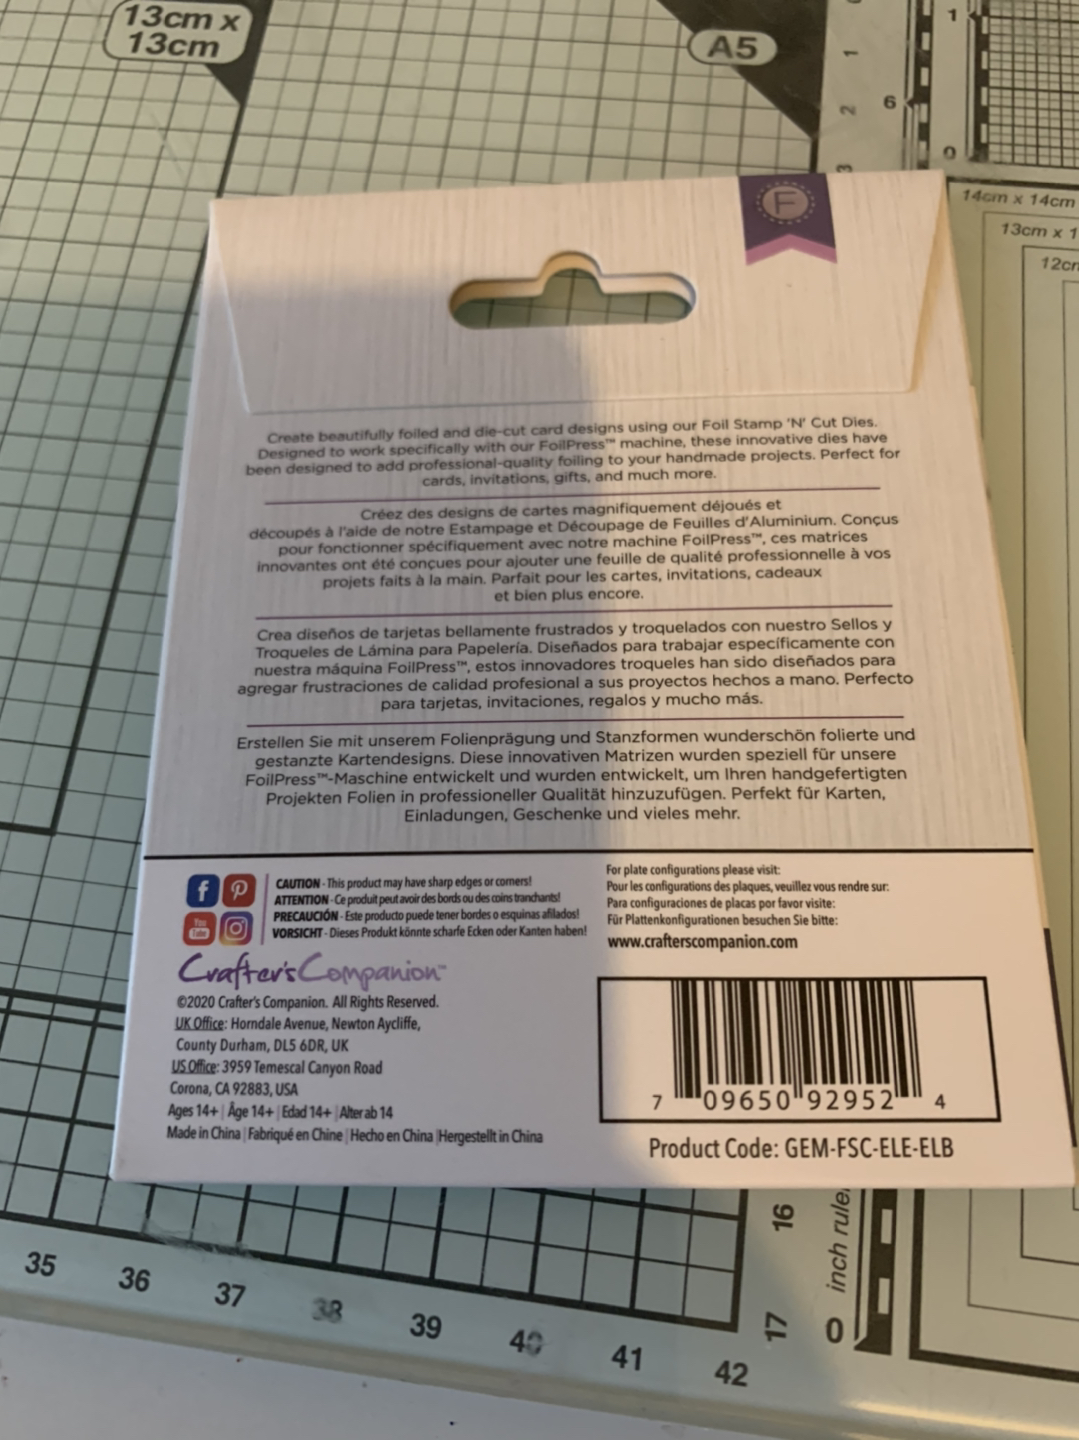 13cm x
13cm
A5
1
6
0
1
2
3
14cm x 14cm
13cm x 1
12cm
F
Create beautifully foiled and die-cut card designs using our Foil Stamp 'N' Cut Dies.
Designed to work specifically with our FoilPress™ machine, these innovative dies have
been designed to add professional-quality foiling to your handmade projects. Perfect for
cards, invitations, gifts, and much more.
Créez des designs de cartes magnifiquement déjoués et
découpés à l'aide de notre Estampage et Découpage de Feuilles d'Aluminium. Conçus
pour fonctionner spécifiquement avec notre machine FoilPress™, ces matrices
innovantes ont été conçues pour ajouter une feuille de qualité professionnelle à vos
projets faits à la main. Parfait pour les cartes, invitations, cadeaux
et bien plus encore.
Crea diseños de tarjetas bellamente frustrados y troquelados con nuestro Sellos y
Troqueles de Lámina para Papelería. Diseñados para trabajar específicamente con
nuestra máquina FoilPress™, estos innovadores troqueles han sido diseñados para
agregar frustraciones de calidad profesional a sus proyectos hechos a mano. Perfecto
para tarjetas, invitaciones, regalos y mucho más.
Erstellen Sie mit unserem Folienprägung und Stanzformen wunderschön folierte und
gestanzte Kartendesigns. Diese innovativen Matrizen wurden speziell für unsere
FoilPress™-Maschine entwickelt und wurden entwickelt, um Ihren handgefertigten
Projekten Folien in professioneller Qualität hinzuzufügen. Perfekt für Karten,
Einladungen, Geschenke und vieles mehr.
You
Tube
CAUTION - This product may have sharp edges or corners!
ATTENTION - Ce produit peut avoir des bords ou des coins tranchants!
PRECAUCIÓN - Este producto puede tener bordes o esquinas afilados!
VORSICHT - Dieses Produkt könnte scharfe Ecken oder Kanten haben!
Crafter's Companion™
©2020 Crafter's Companion. All Rights Reserved.
UK Office: Horndale Avenue, Newton Aycliffe,
County Durham, DL5 6DR, UK
US Office: 3959 Temescal Canyon Road
Corona, CA 92883, USA
Ages 14+ | Âge 14+ | Edad 14+ | Alter ab 14
Made in China | Fabriqué en Chine | Hecho en China | Hergestellt in China
For plate configurations please visit:
Pour les configurations des plaques, veuillez vous rendre sur:
Para configuraciones de placas por favor visite:
Für Plattenkonfigurationen besuchen Sie bitte:
www.crafterscompanion.com
7 09650 92952 4
Product Code: GEM-FSC-ELE-ELB
35 36 37 38 39 40 41 42
16
17
inch rule
0